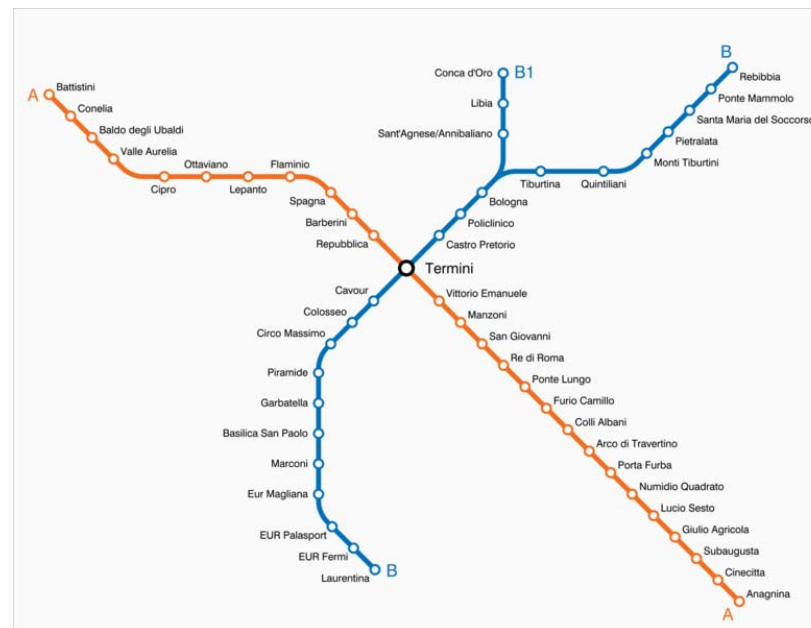 A
Battistini
Conelia
Baldo degli Ubaldi
Valle Aurelia
Cipro
Ottaviano
Lepanto
Flaminio
Spagna
Barberini
Repubblica
Termini
Vittorio Emanuele
Manzoni
San Giovanni
Re di Roma
Ponte Lungo
Furio Camillo
Colli Albani
Arco di Travertino
Porta Furba
Numidio Quadrato
Lucio Sesto
Giulio Agricola
Subaugusta
Cinecitta
Anagnina
A
Conca d'Oro
B1
Libia
Sant'Agnese/Annibaliano
B
Rebibbia
Ponte Mammolo
Santa Maria del Soccorso
Pietralata
Monti Tiburtini
Quintiliani
Tiburtina
Bologna
Policlinico
Castro Pretorio
Cavour
Colosseo
Circo Massimo
Piramide
Garbatella
Basilica San Paolo
Marconi
Eur Magliana
EUR Palasport
EUR Fermi
Laurentina
B